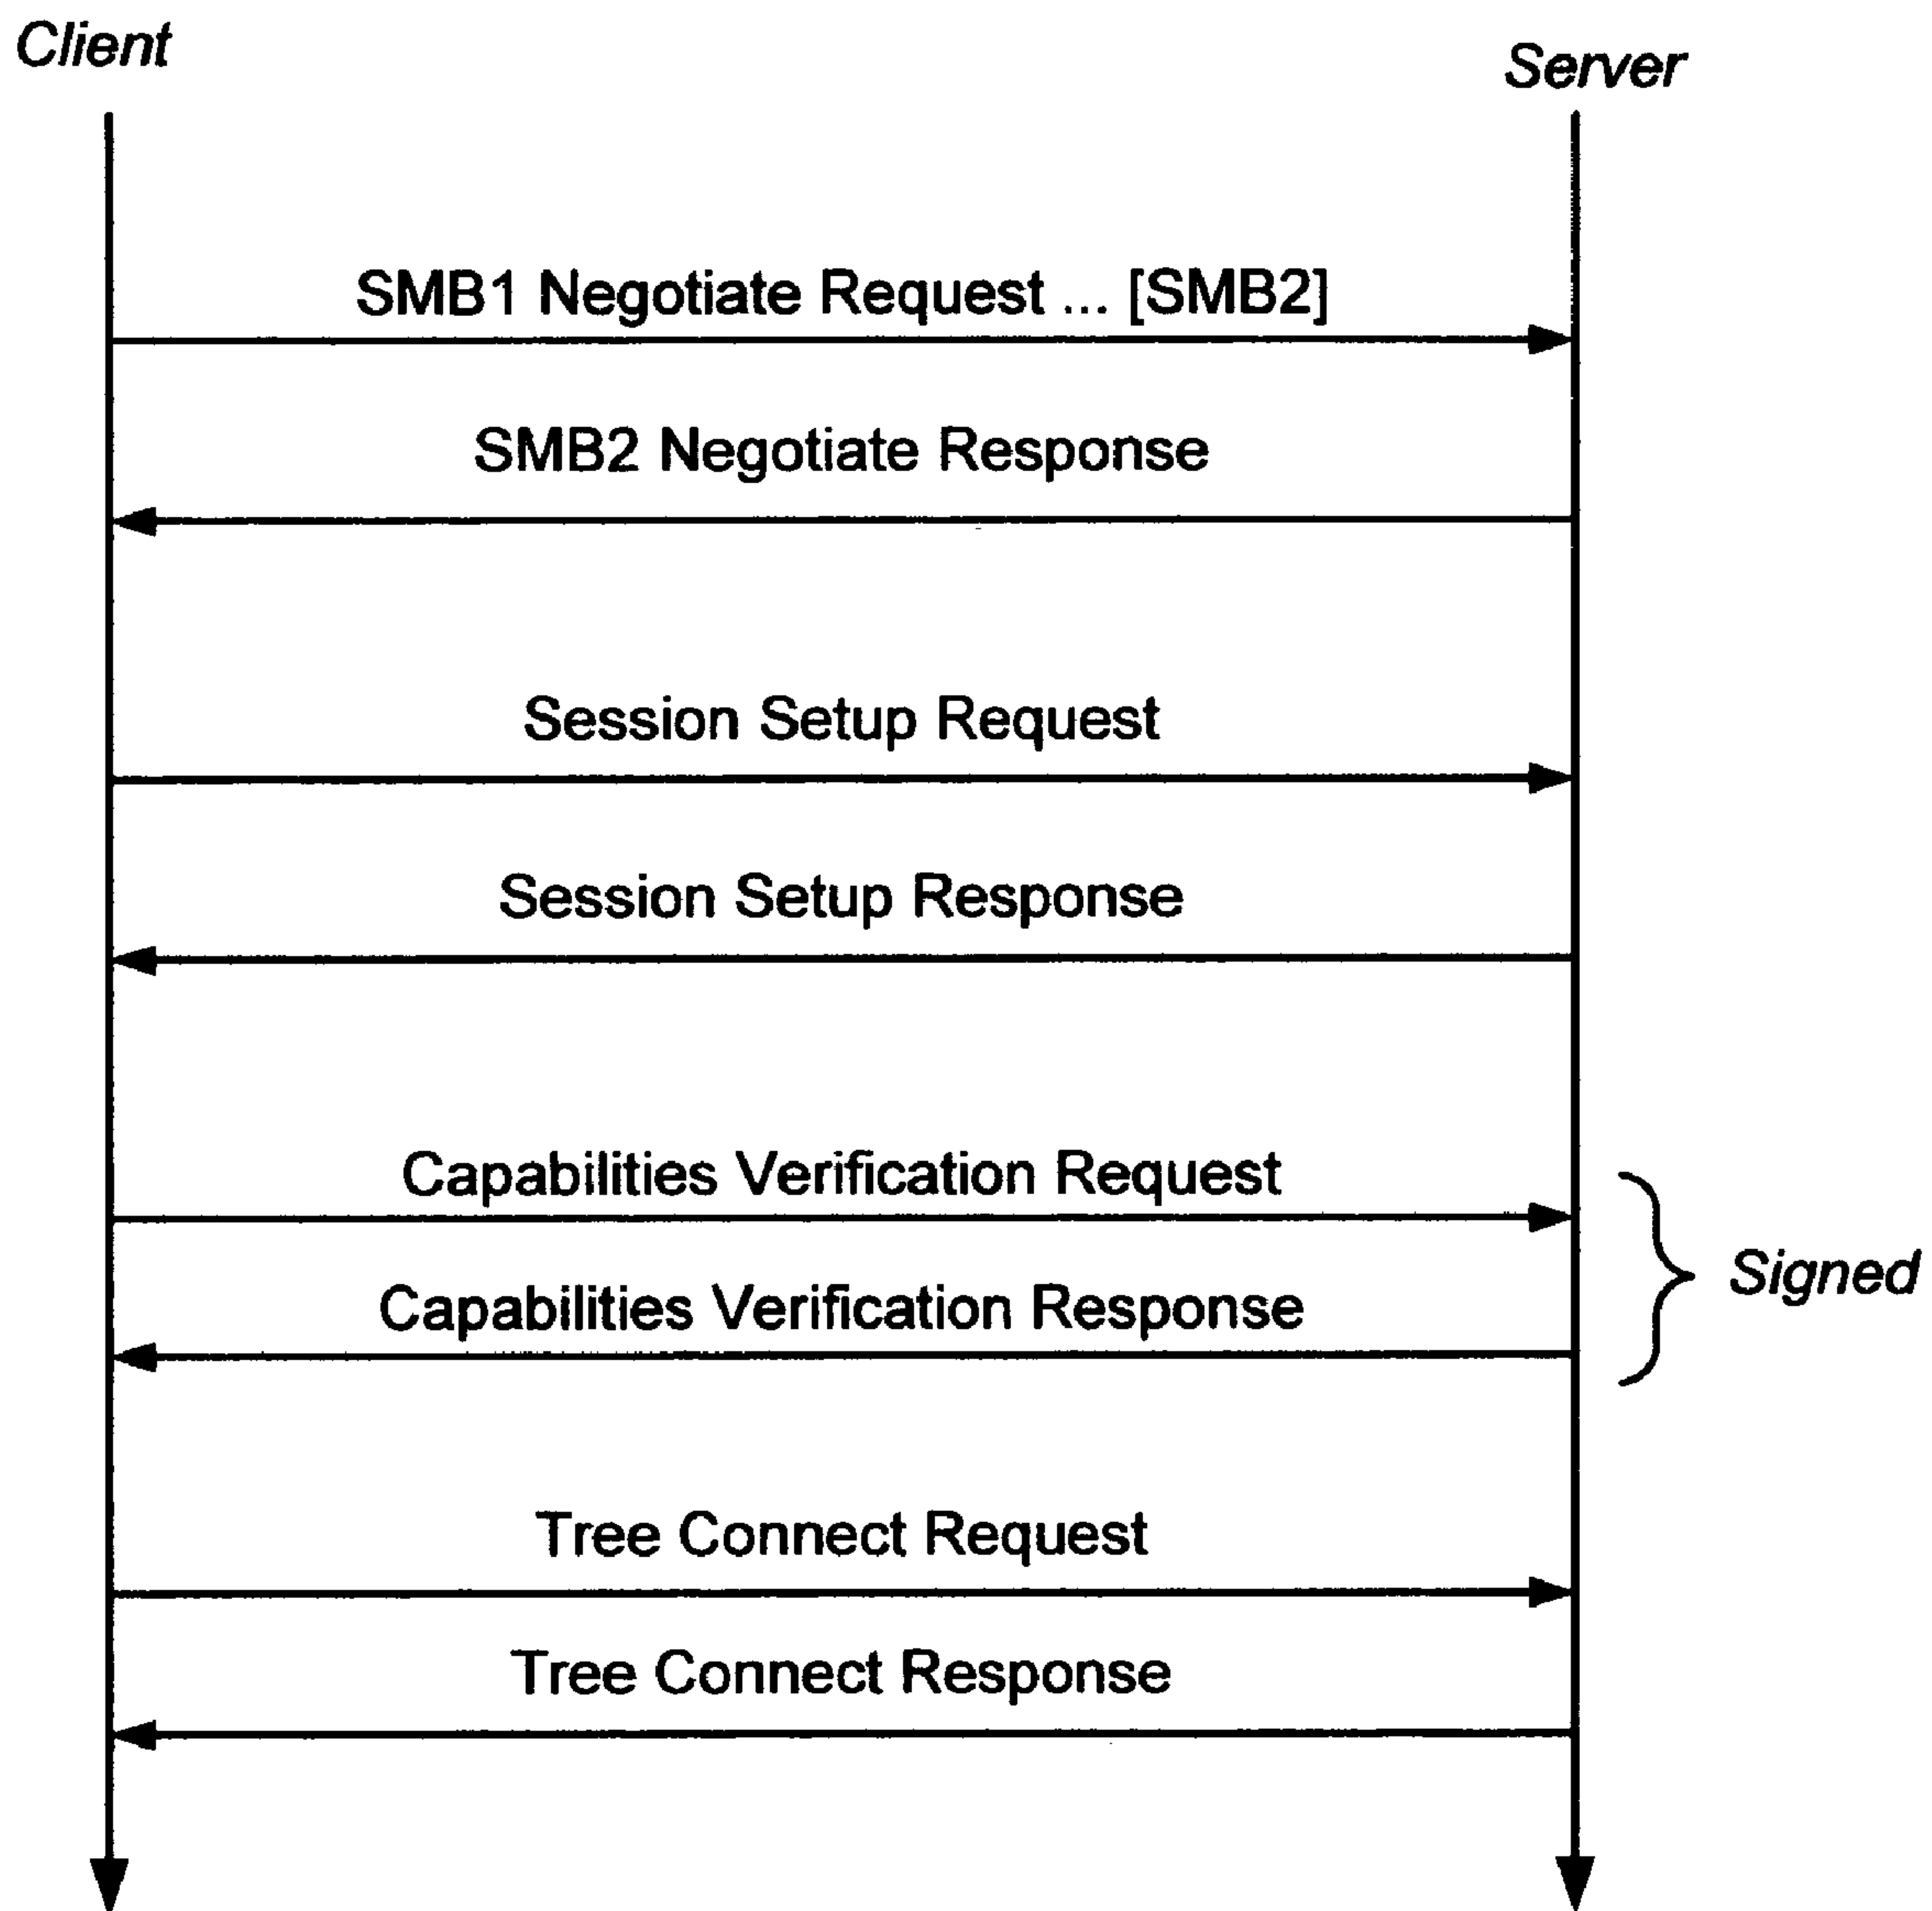 Client
Server
SMB1 Negotiate Request ... [SMB2]
SMB2 Negotiate Response
Session Setup Request
Session Setup Response
Capabilities Verification Request
Capabilities Verification Response
Signed
Tree Connect Request
Tree Connect Response